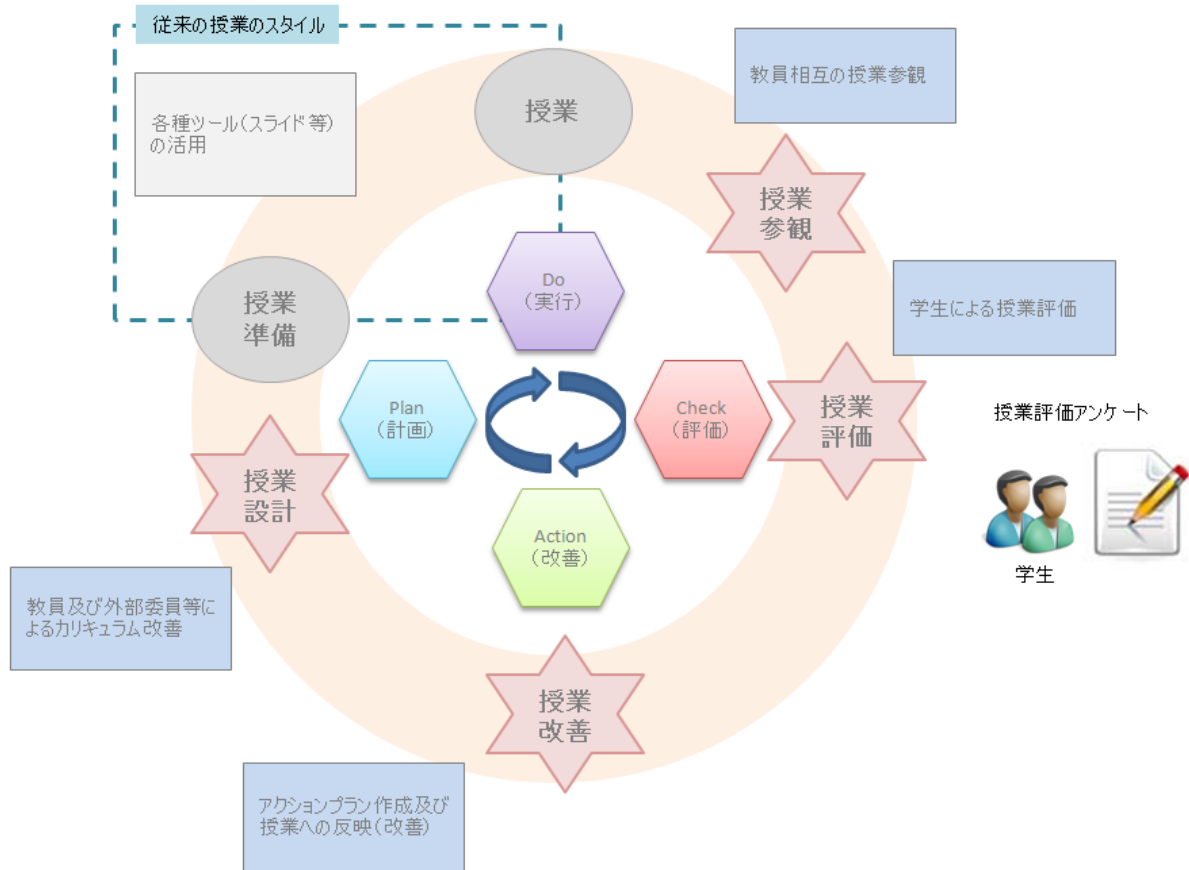 従来の授業のスタイル
教員相互の授業参観
授業
各種ツール(スライド等)
の活用
授業
参観
Do
(実行)
学生による授業評価
授業
準備
Plan
(計画)
Check
(評価)
授業
評価
授業評価アンケート
授業
設計
Action
(改善)
学生
教員及び外部委員等に
よるカリキュラム改善
授業
改善
アクションプラン作成及び
授業への反映(改善)